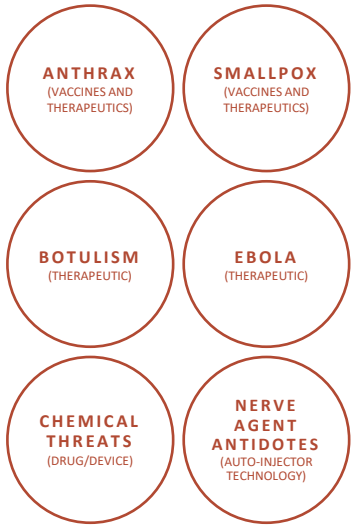 ANTHRAX
(VACCINES AND
THERAPEUTICS)
SMALLPOX
(VACCINES AND
THERAPEUTICS)
BOTULISM
(THERAPEUTIC)
EBOLA
(THERAPEUTIC)
CHEMICAL
THREATS
(DRUG/DEVICE)
NERVE
AGENT
ANTIDOTES
(AUTO-INJECTOR
TECHNOLOGY)